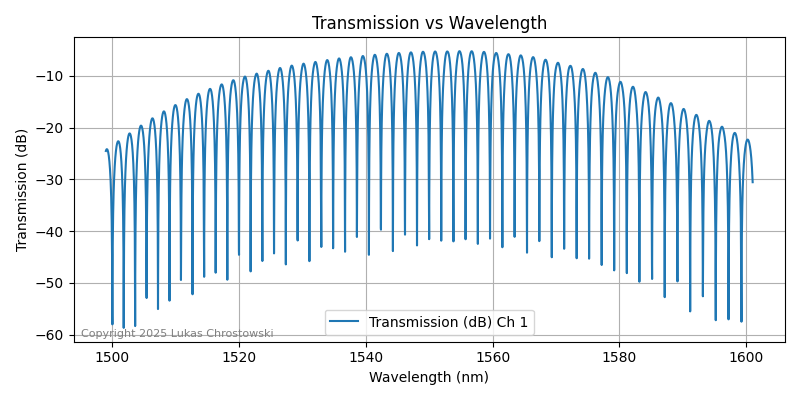 Transmission vs Wavelength
Transmission (dB)
−10
−20
−30
−40
−50
−60
Transmission (dB) Ch 1
Copyright 2025 Lukas Chrostowski
1500
1520
1540
1560
1580
1600
Wavelength (nm)